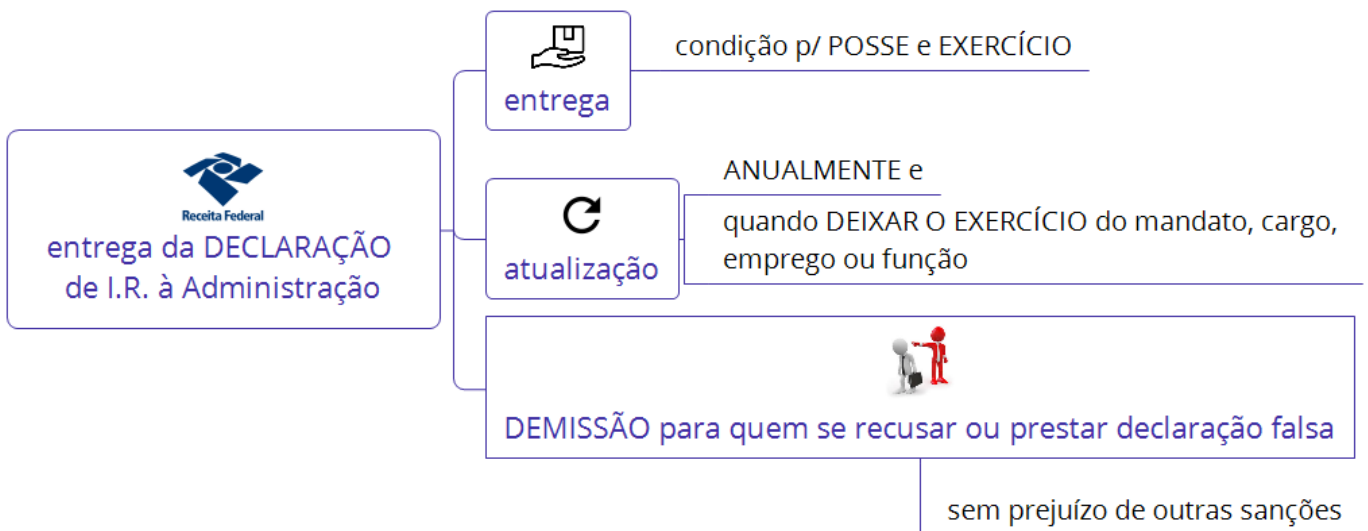 condição p/ POSSE e EXERCÍCIO
entrega
Receita Federal
entrega da DECLARAÇÃO
de I.R. à Administração
ANUALMENTE e
quando DEIXAR O EXERCÍCIO do mandato, cargo,
emprego ou função
atualização
DEMISSÃO para quem se recusar ou prestar declaração falsa
sem prejuízo de outras sanções